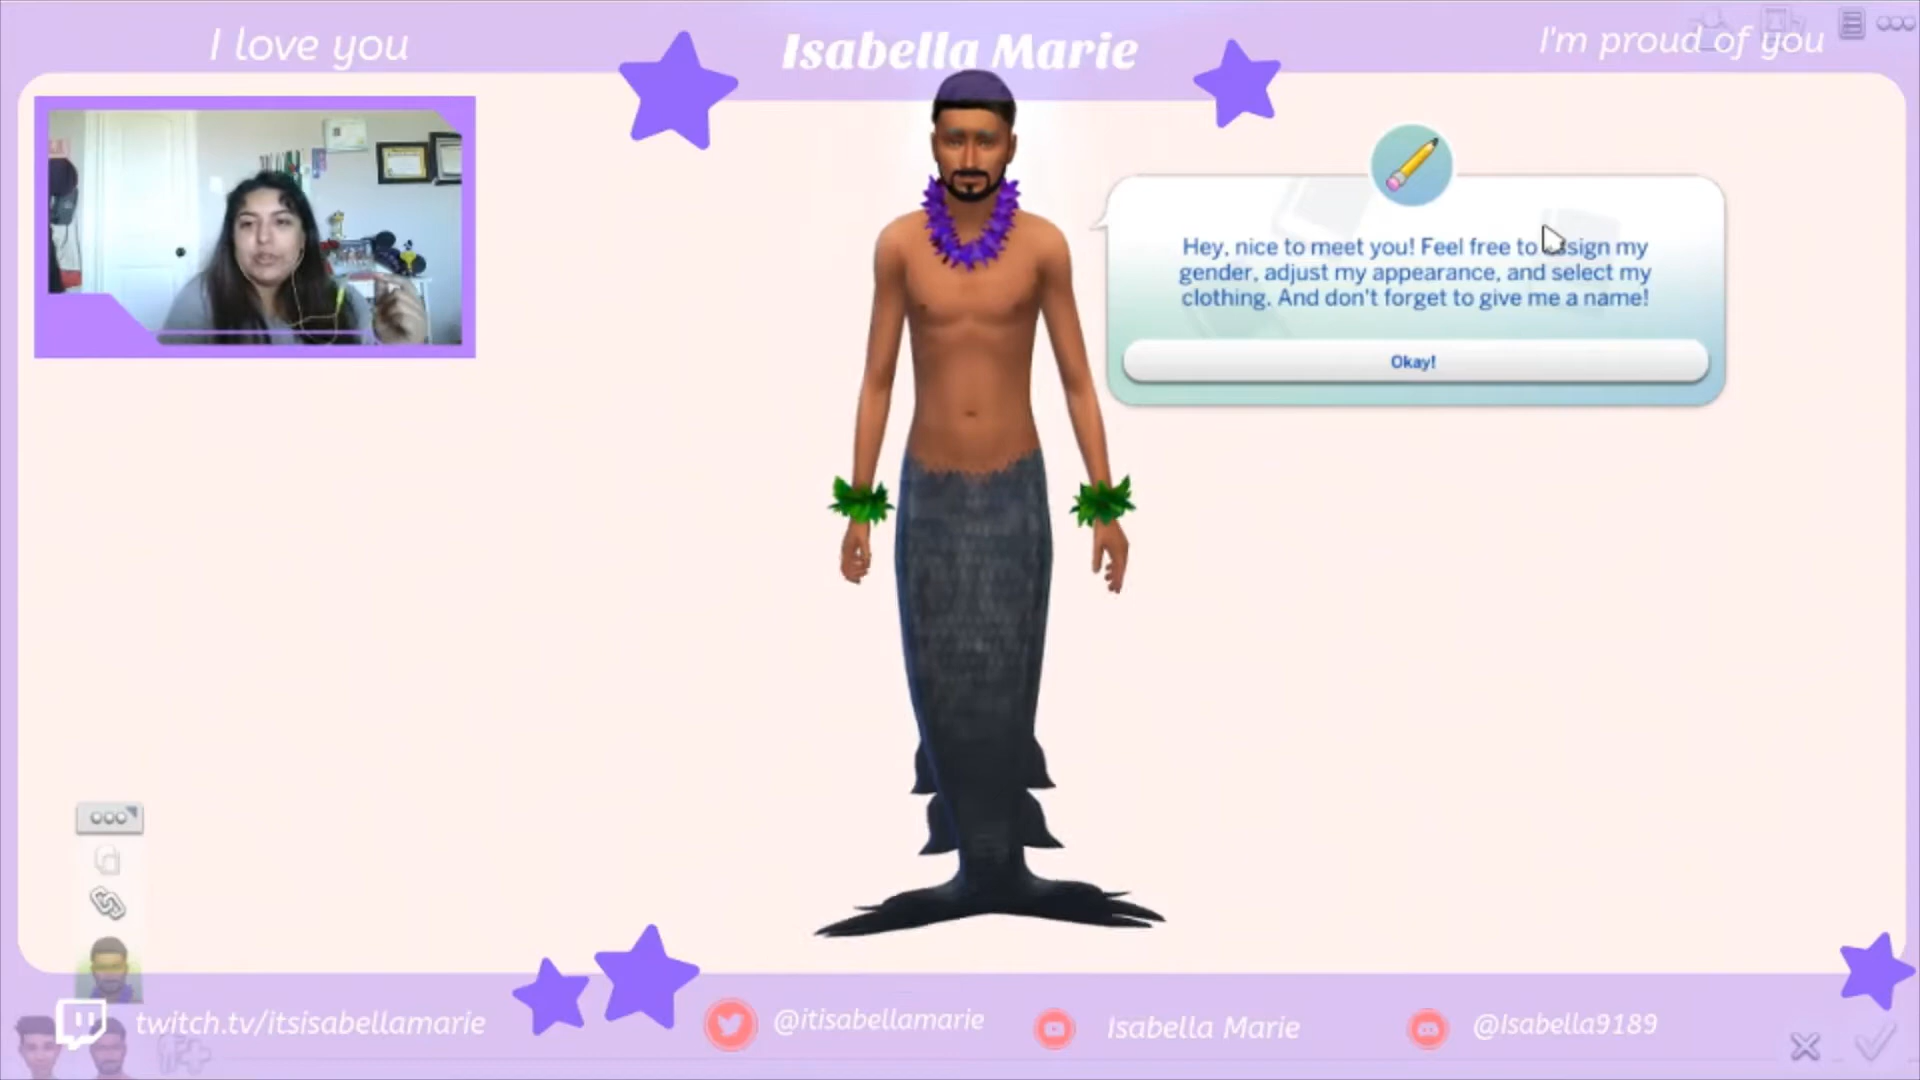 I love you
Isabella Marie
I'm proud of you
Hey, nice to meet you! Feel free to assign my
gender, adjust my appearance, and select my
clothing. And don't forget to give me a name!
Okay!
twitch.tv/itsisabellamarie
@itisabellamarie
Isabella Marie
@Isabella9189